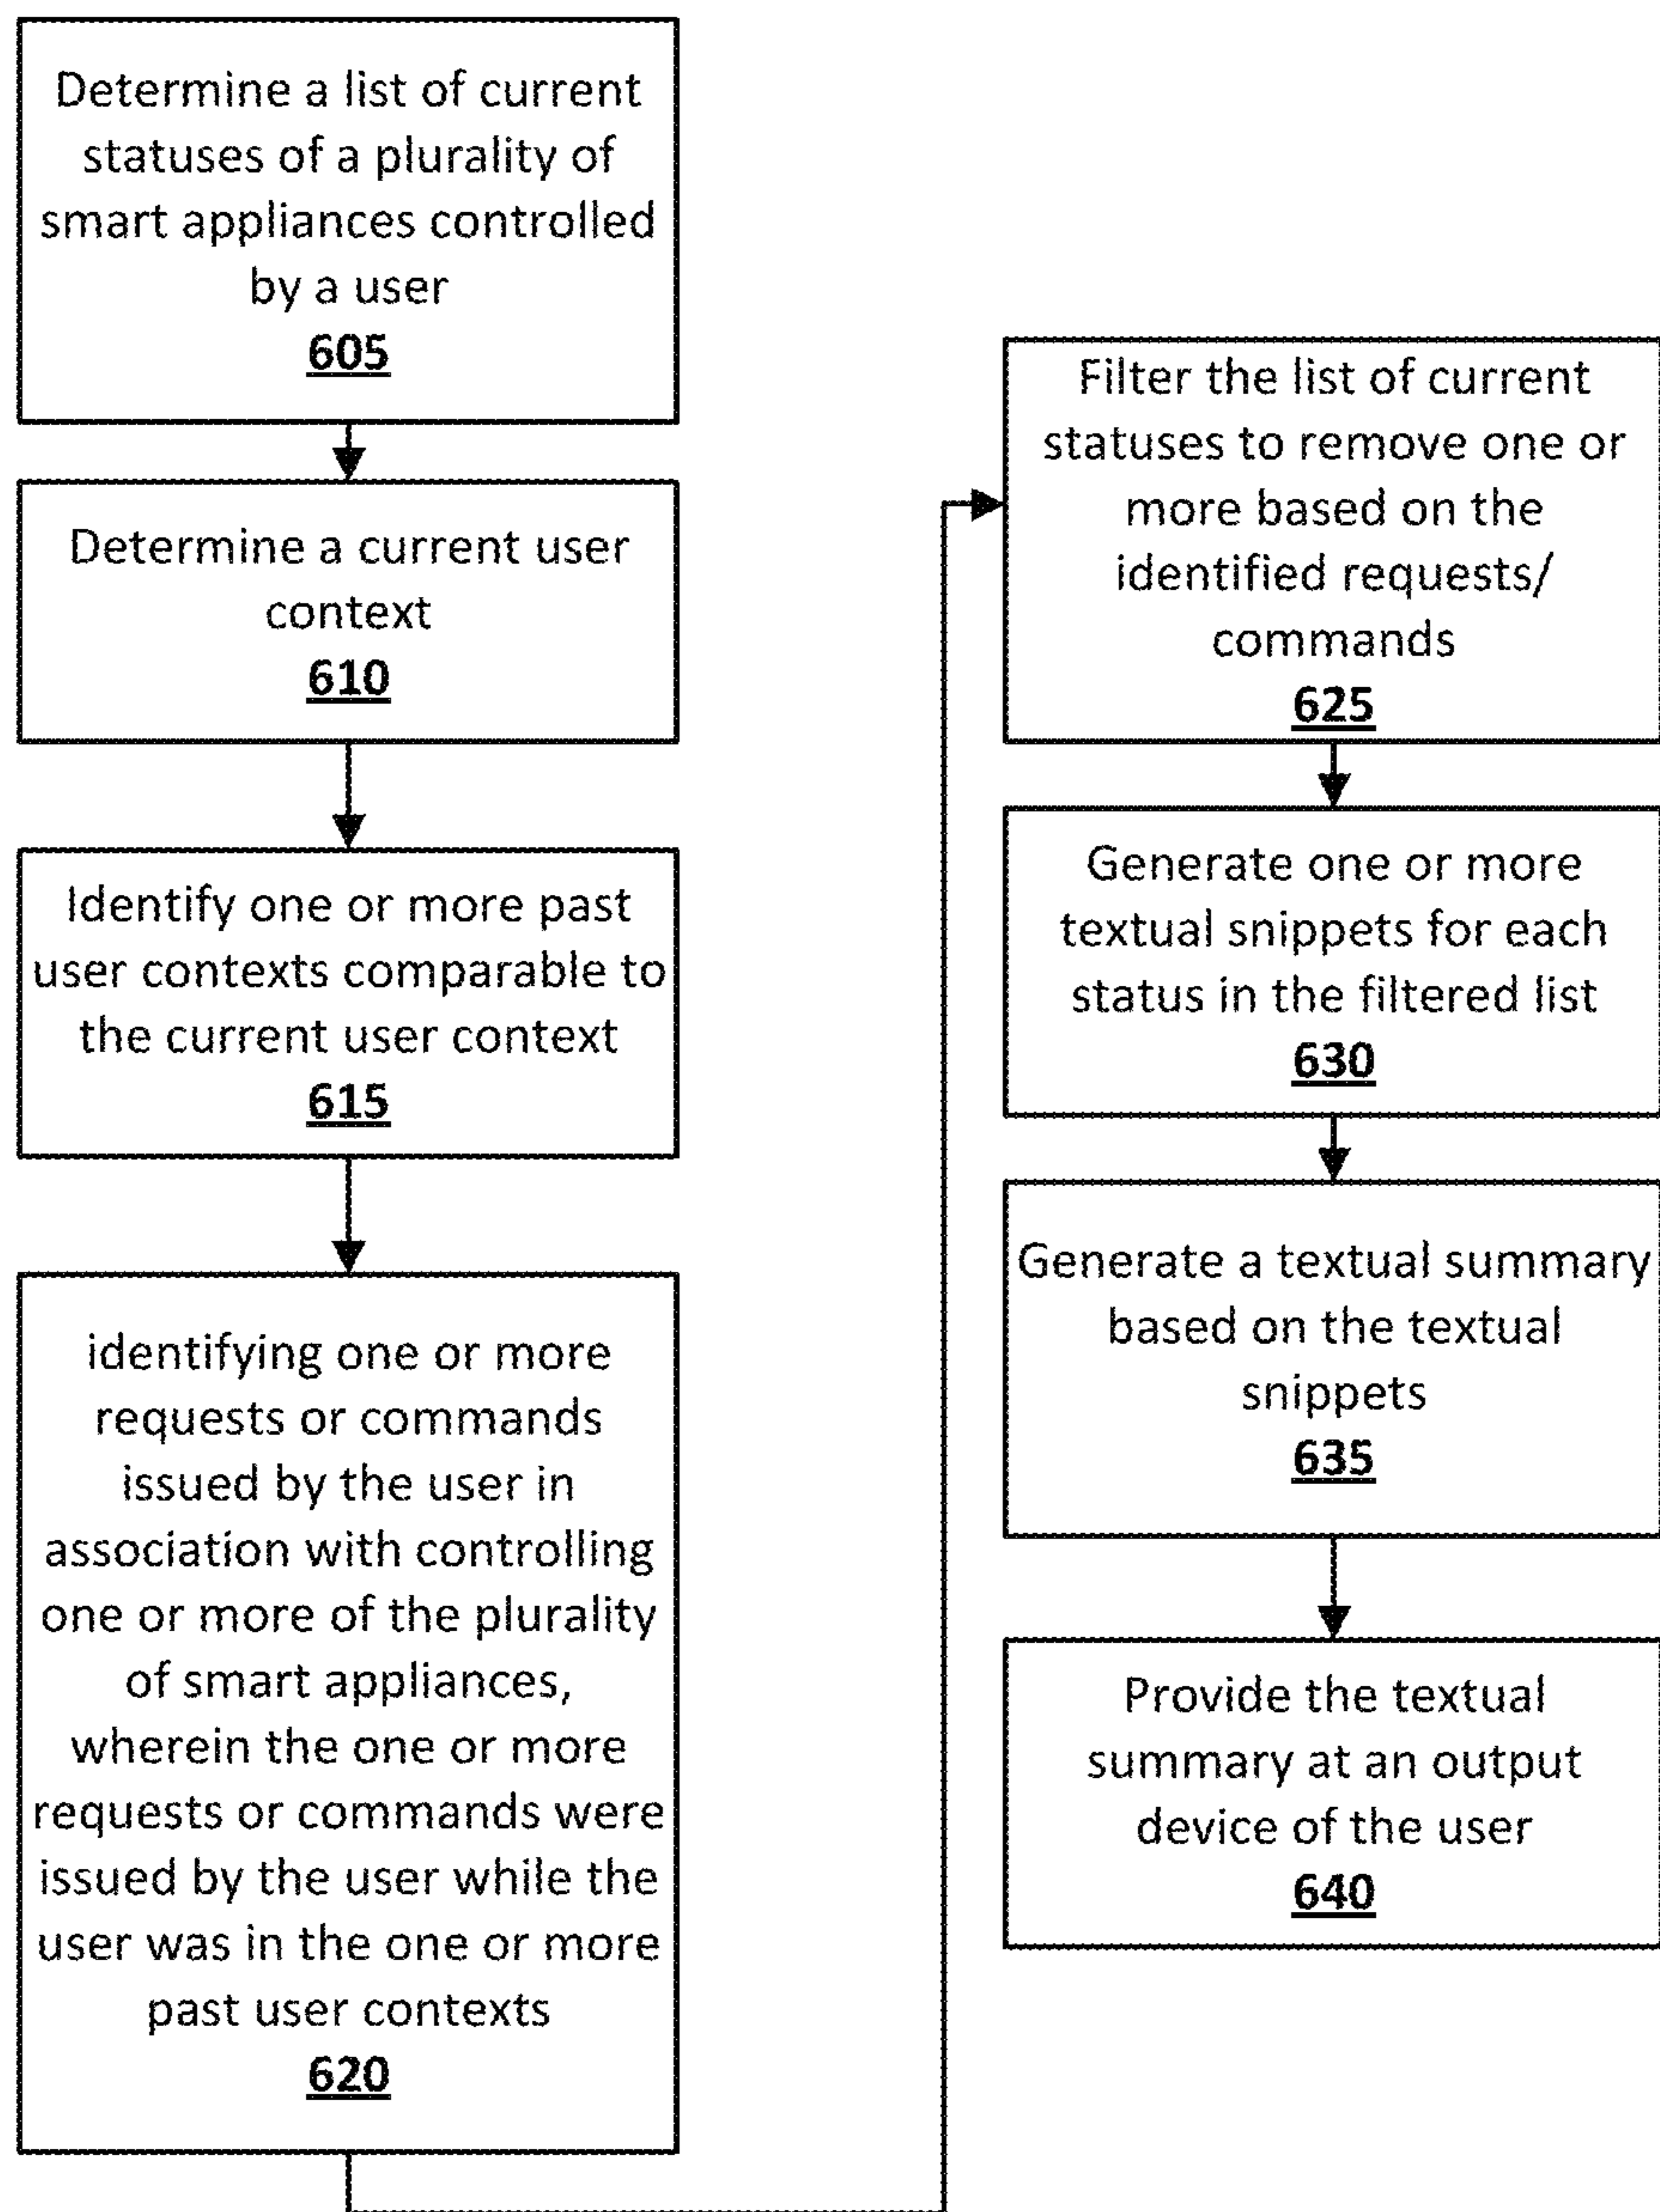 Determine a list of current
statuses of a plurality of
smart appliances controlled
by a user
605
Determine a current user
context
610
Identify one or more past
user contexts comparable to
the current user context
615
identifying one or more
requests or commands
issued by the user in
association with controlling
one or more of the plurality
of smart appliances,
wherein the one or more
requests or commands were
issued by the user while the
user was in the one or more
past user contexts
620
Filter the list of current
statuses to remove one or
more based on the
identified requests/
commands
625
Generate one or more
textual snippets for each
status in the filtered list
630
Generate a textual summary
based on the textual
snippets
635
Provide the textual
summary at an output
device of the user
640